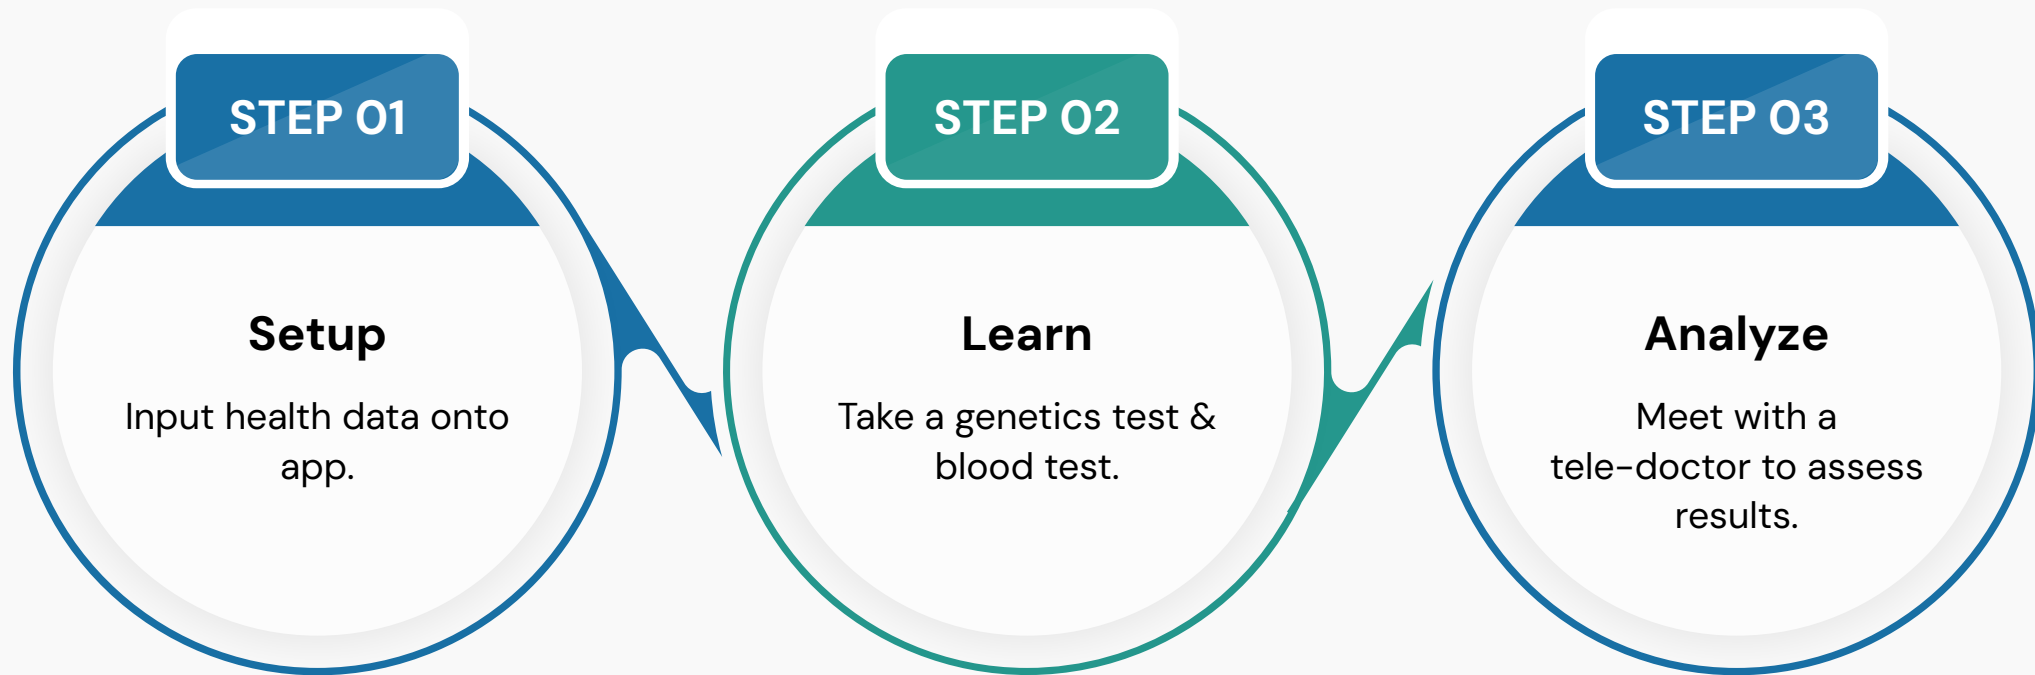 STEP 01
Setup
Input health data onto
app.
STEP 02
Learn
Take a genetics test &
blood test.
STEP 03
Analyze
Meet with a
tele-doctor to assess
results.